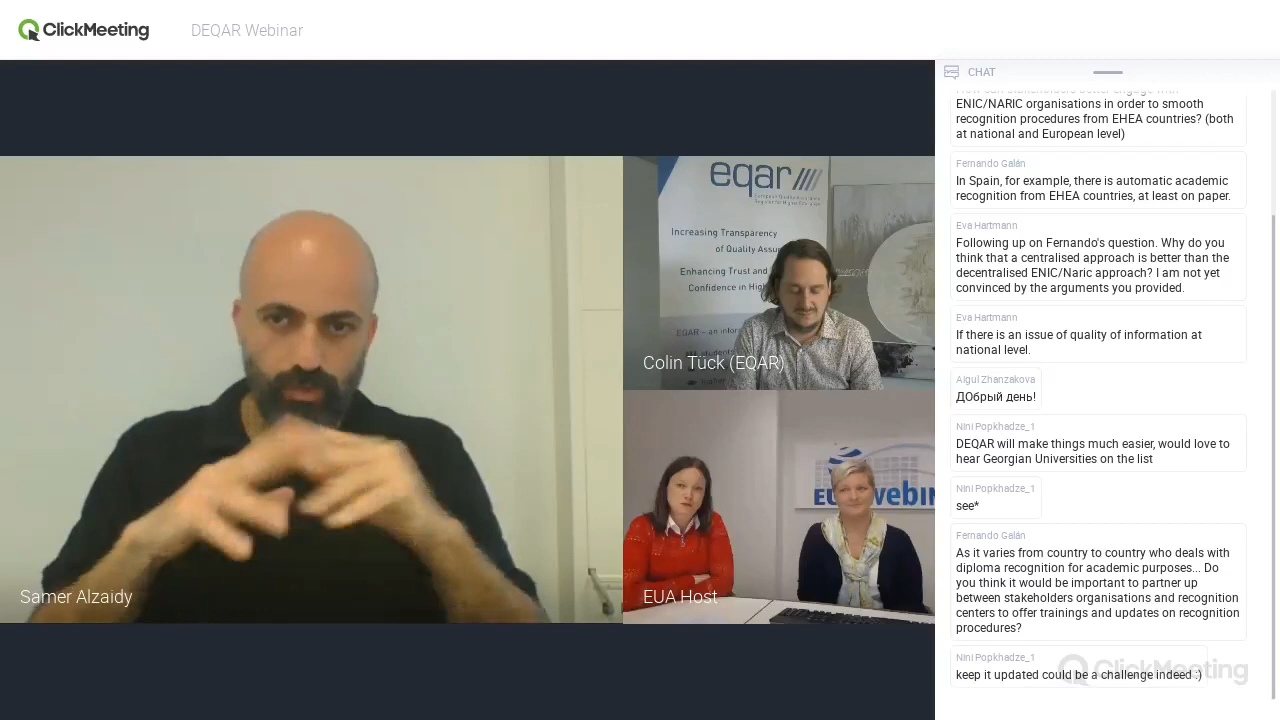 ClickMeeting
DEQAR Webinar
CHAT
ENIC/NARIC organisations in order to smooth
recognition procedures from EHEA countries? (both
at national and European level)
Fernando Galán
In Spain, for example, there is automatic academic
recognition from EHEA countries, at least on paper.
Eva Hartmann
Following up on Fernando's question. Why do you
think that a centralised approach is better than the
decentralised ENIC/Naric approach? I am not yet
convinced by the arguments you provided.
Eva Hartmann
If there is an issue of quality of information at
national level.
Aigul Zhanzakova
ДОбрый день!
Nini Popkhadze_1
DEQAR will make things much easier, would love to
hear Georgian Universities on the list
Nini Popkhadze_1
see*
Fernando Galán
As it varies from country to country who deals with
diploma recognition for academic purposes... Do
you think it would be important to partner up
between stakeholders organisations and recognition
centers to offer trainings and updates on recognition
procedures?
Nini Popkhadze_1
keep it updated could be a challenge indeed :)
ClickMeeting
eqar
Increasing Transparency
of Quality
Enhancing Trust and
Confidence in
EQAR – an
Colin Tück (EQAR)
Samer Alzaidy
EUA Host